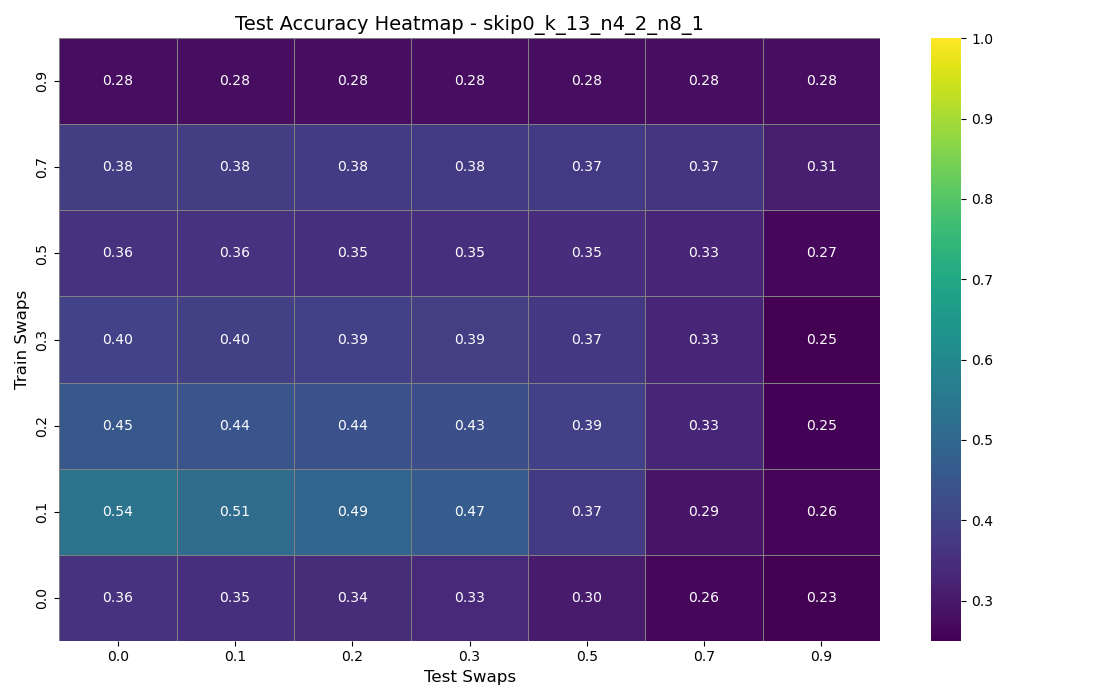 Test Accuracy Heatmap - skip0_k_13_n4_2_n8_1
0.9 0.28 0.28 0.28 0.28 0.28 0.28 0.28
0.7 0.38 0.38 0.38 0.38 0.37 0.37 0.31
0.5 0.36 0.36 0.35 0.35 0.35 0.33 0.27
0.3 0.40 0.40 0.39 0.39 0.37 0.33 0.25
0.2 0.45 0.44 0.44 0.43 0.39 0.33 0.25
0.1 0.54 0.51 0.49 0.47 0.37 0.29 0.26
0.0 0.36 0.35 0.34 0.33 0.30 0.26 0.23
0.0 0.1 0.2 0.3 0.5 0.7 0.9
Test Swaps
Train Swaps
1.0
0.9
0.8
0.7
0.6
0.5
0.4
0.3